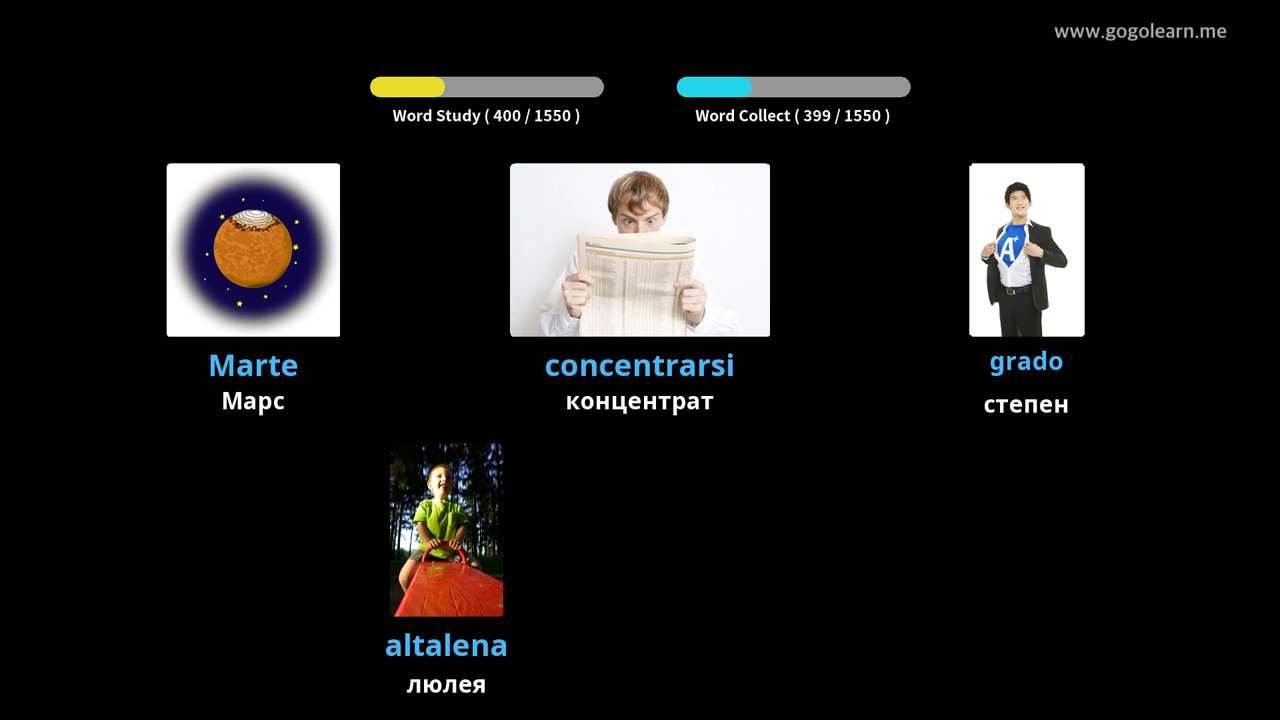 www.gogolearn.me
Word Study ( 400 / 1550 )
Word Collect ( 399 / 1550 )
A+
Marte
Марс
concentrarsi
концентрат
grado
степен
altalena
люлея